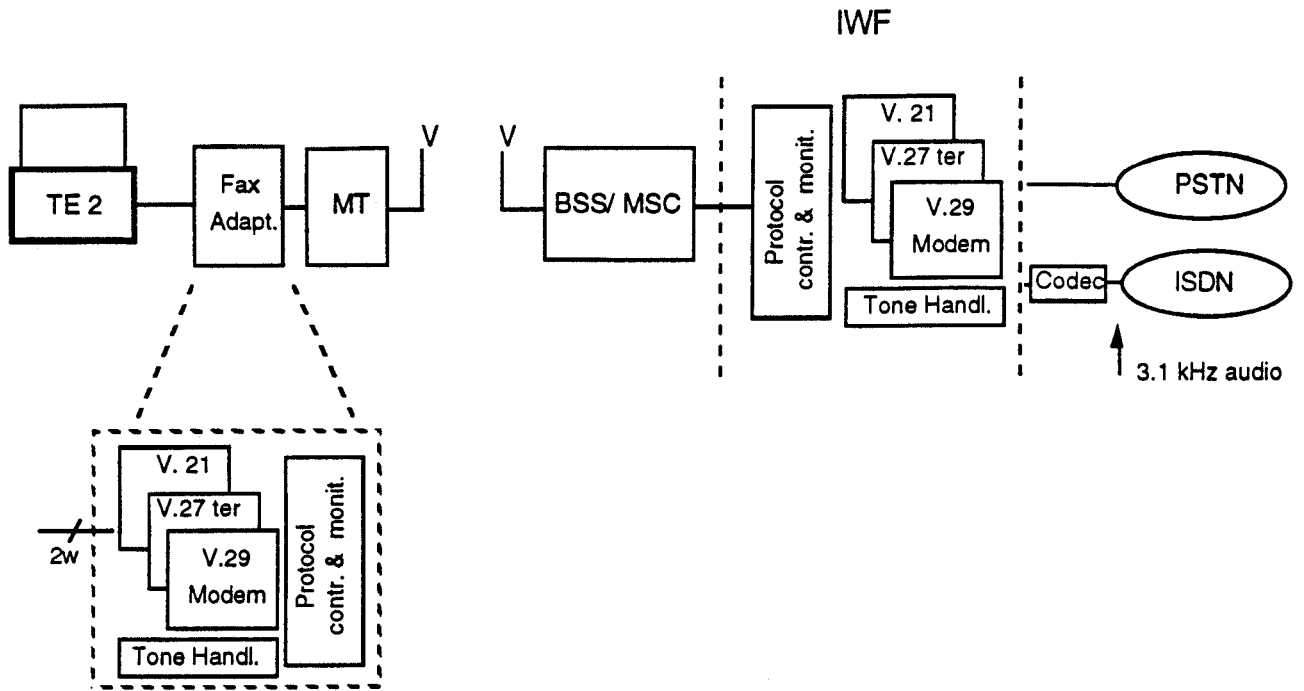 IWF
TE 2
Fax
Adapt.
MT
V
V
BSS/ MSC
Protocol
contr. & monit.
V. 21
V.27 ter
V.29
Modem
Tone Handl.
PSTN
Codec
ISDN
3.1 kHz audio
2w
V. 21
V.27 ter
V.29
Modem
Tone Handl.
Protocol
contr. & monit.